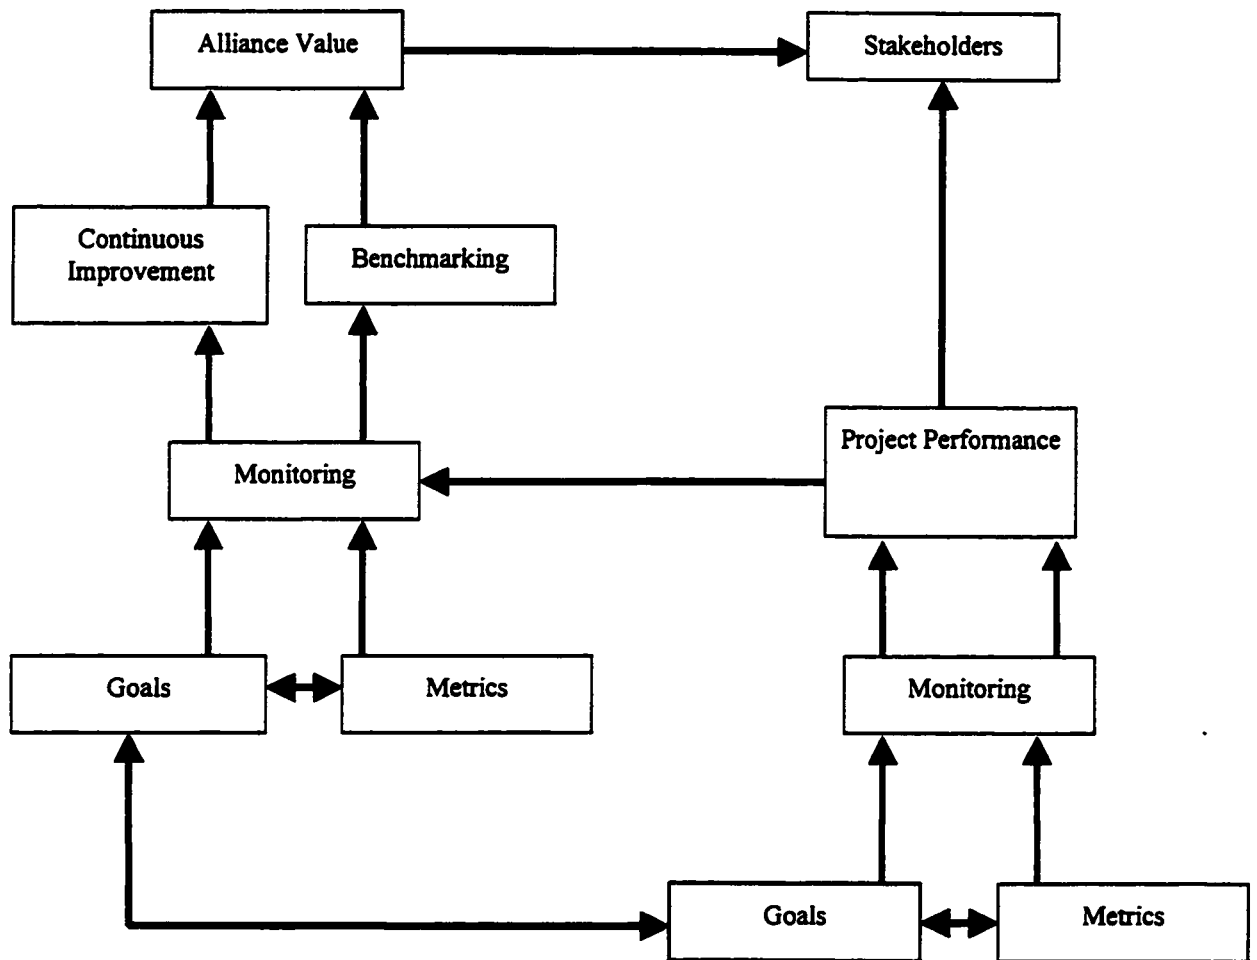 Alliance Value
Stakeholders
Continuous
Improvement
Benchmarking
Project Performance
Monitoring
Goals
Metrics
Monitoring
Goals
Metrics